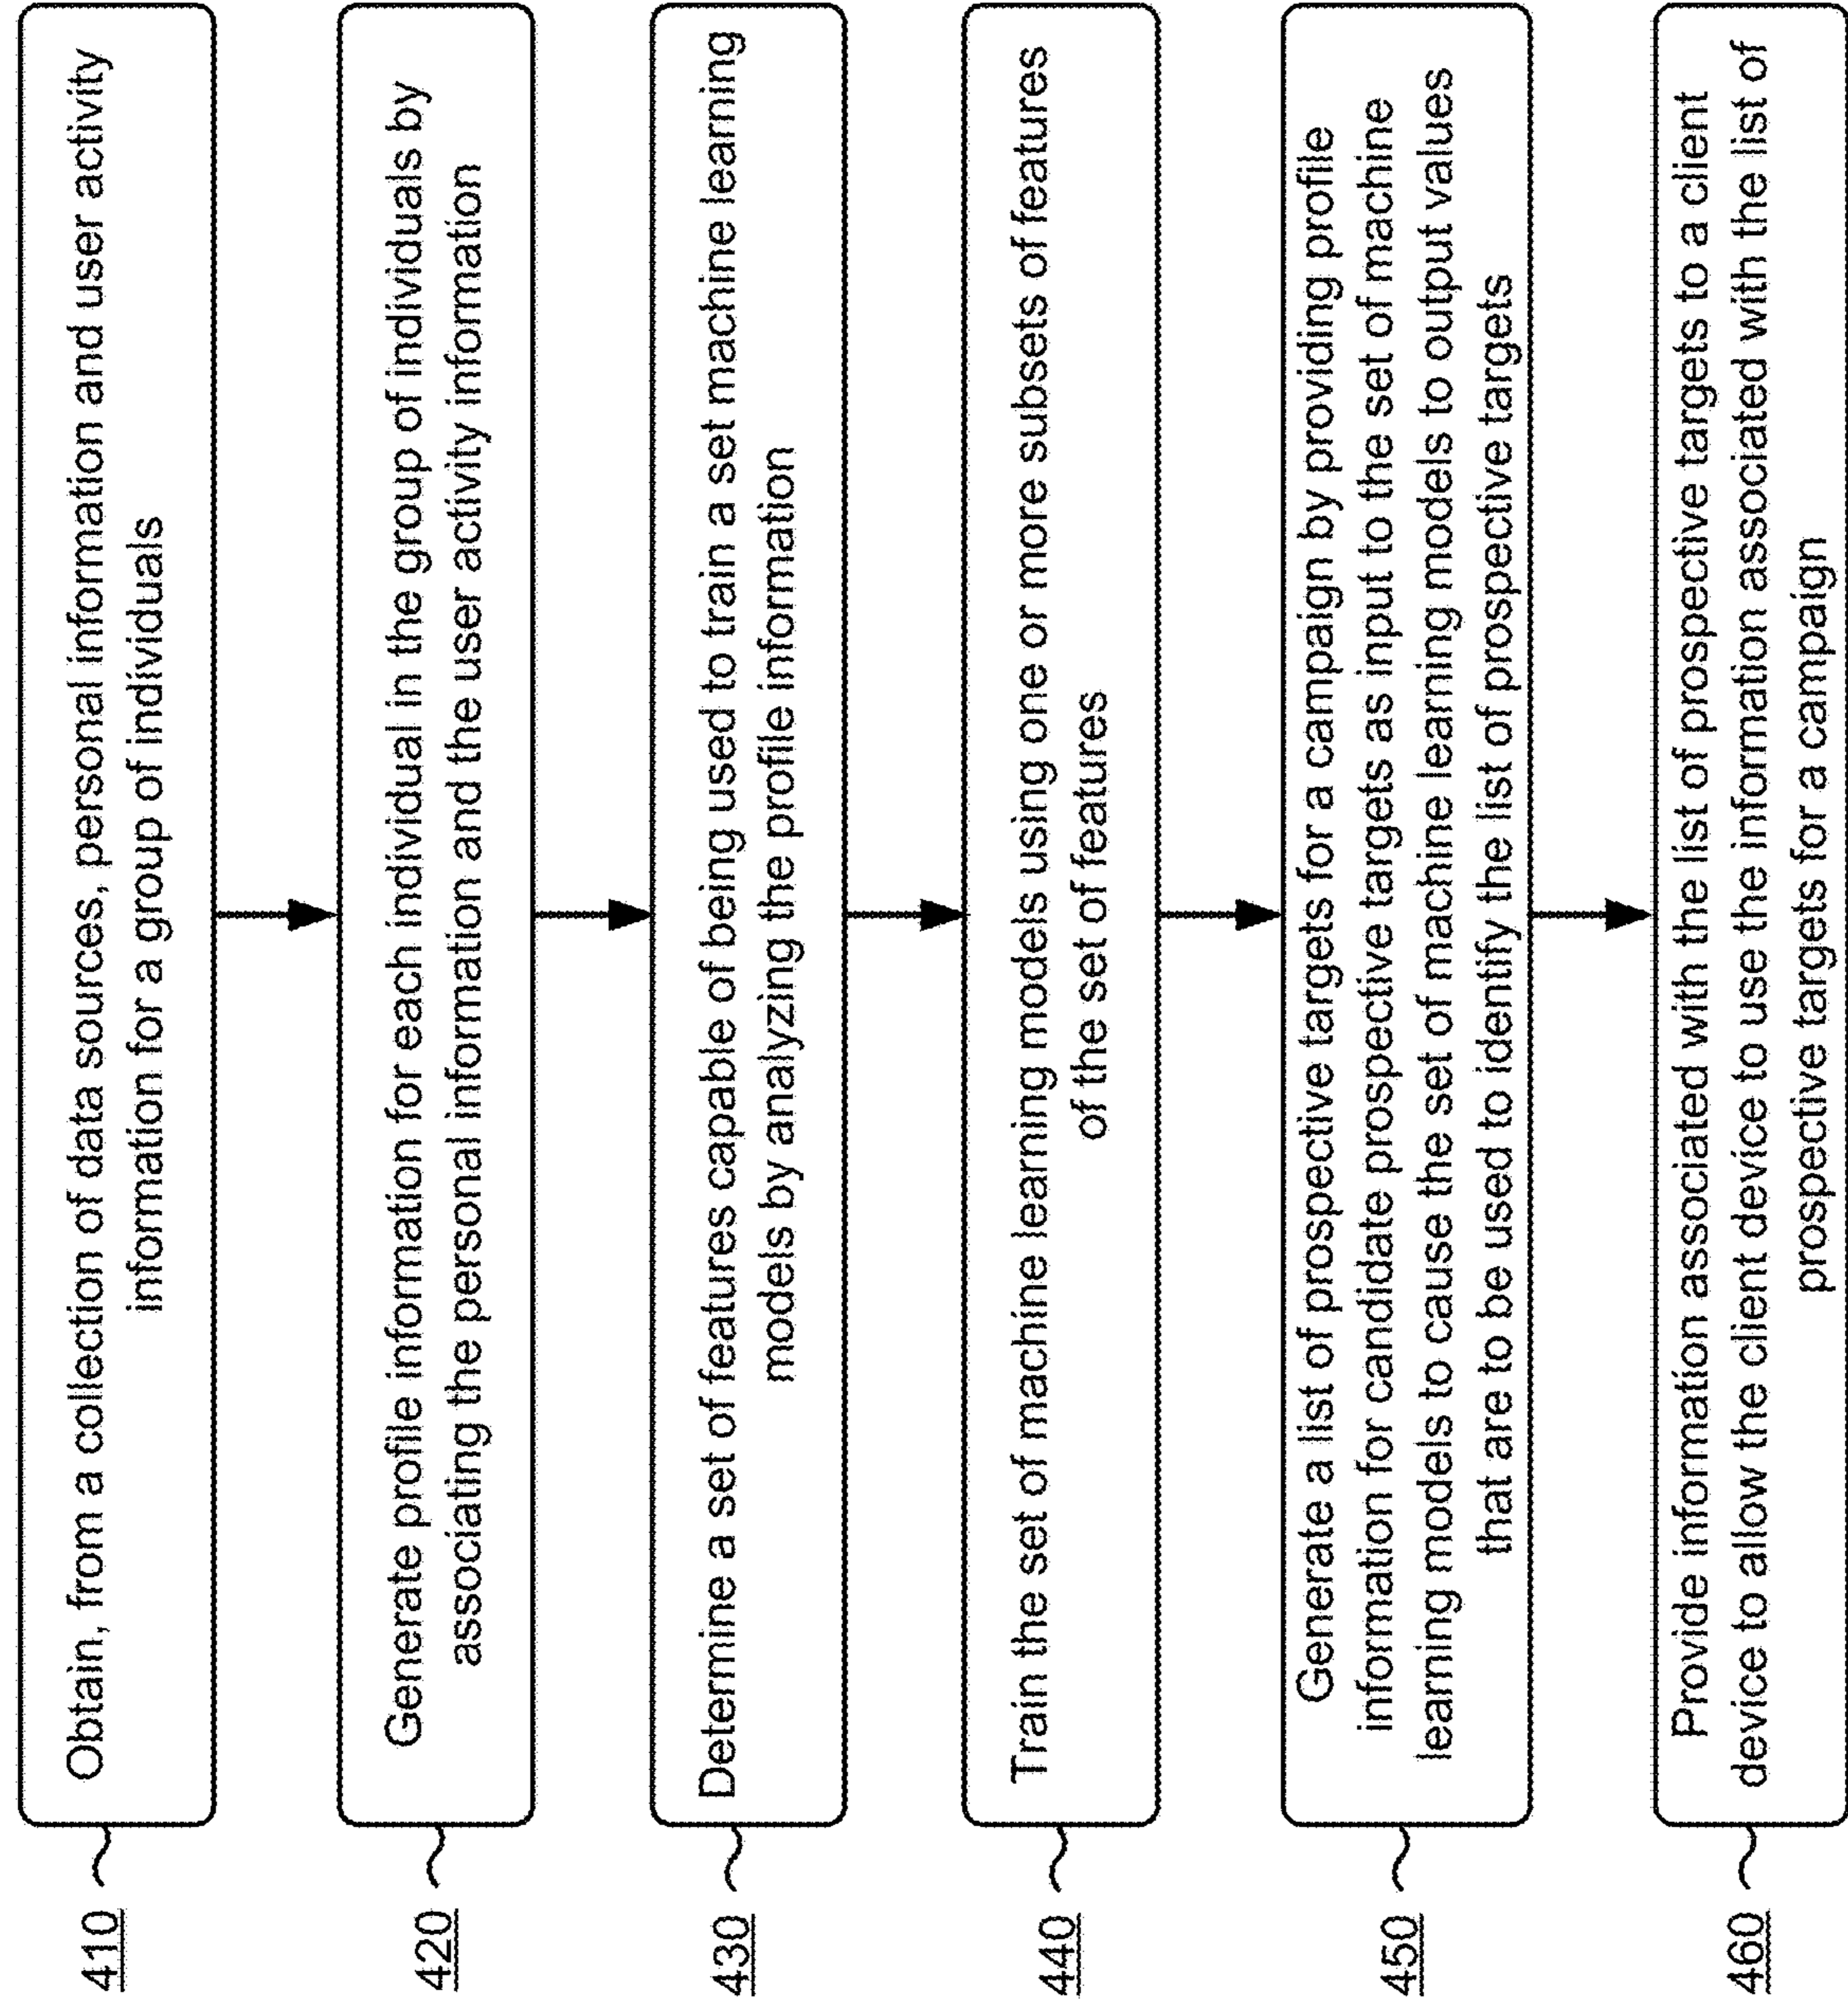 410
Obtain, from a collection of data sources, personal information and user activity
information for a group of individuals
420
Generate profile information for each individual in the group of individuals by
associating the personal information and the user activity information
430
Determine a set of features capable of being used to train a set machine learning
models by analyzing the profile information
440
Train the set of machine learning models using one or more subsets of features
of the set of features
450
Generate a list of prospective targets for a campaign by providing profile
information for candidate prospective targets as input to the set of machine
learning models to cause the set of machine learning models to output values
that are to be used to identify the list of prospective targets
460
Provide information associated with the list of prospective targets to a client
device to allow the client device to use the information associated with the list of
prospective targets for a campaign